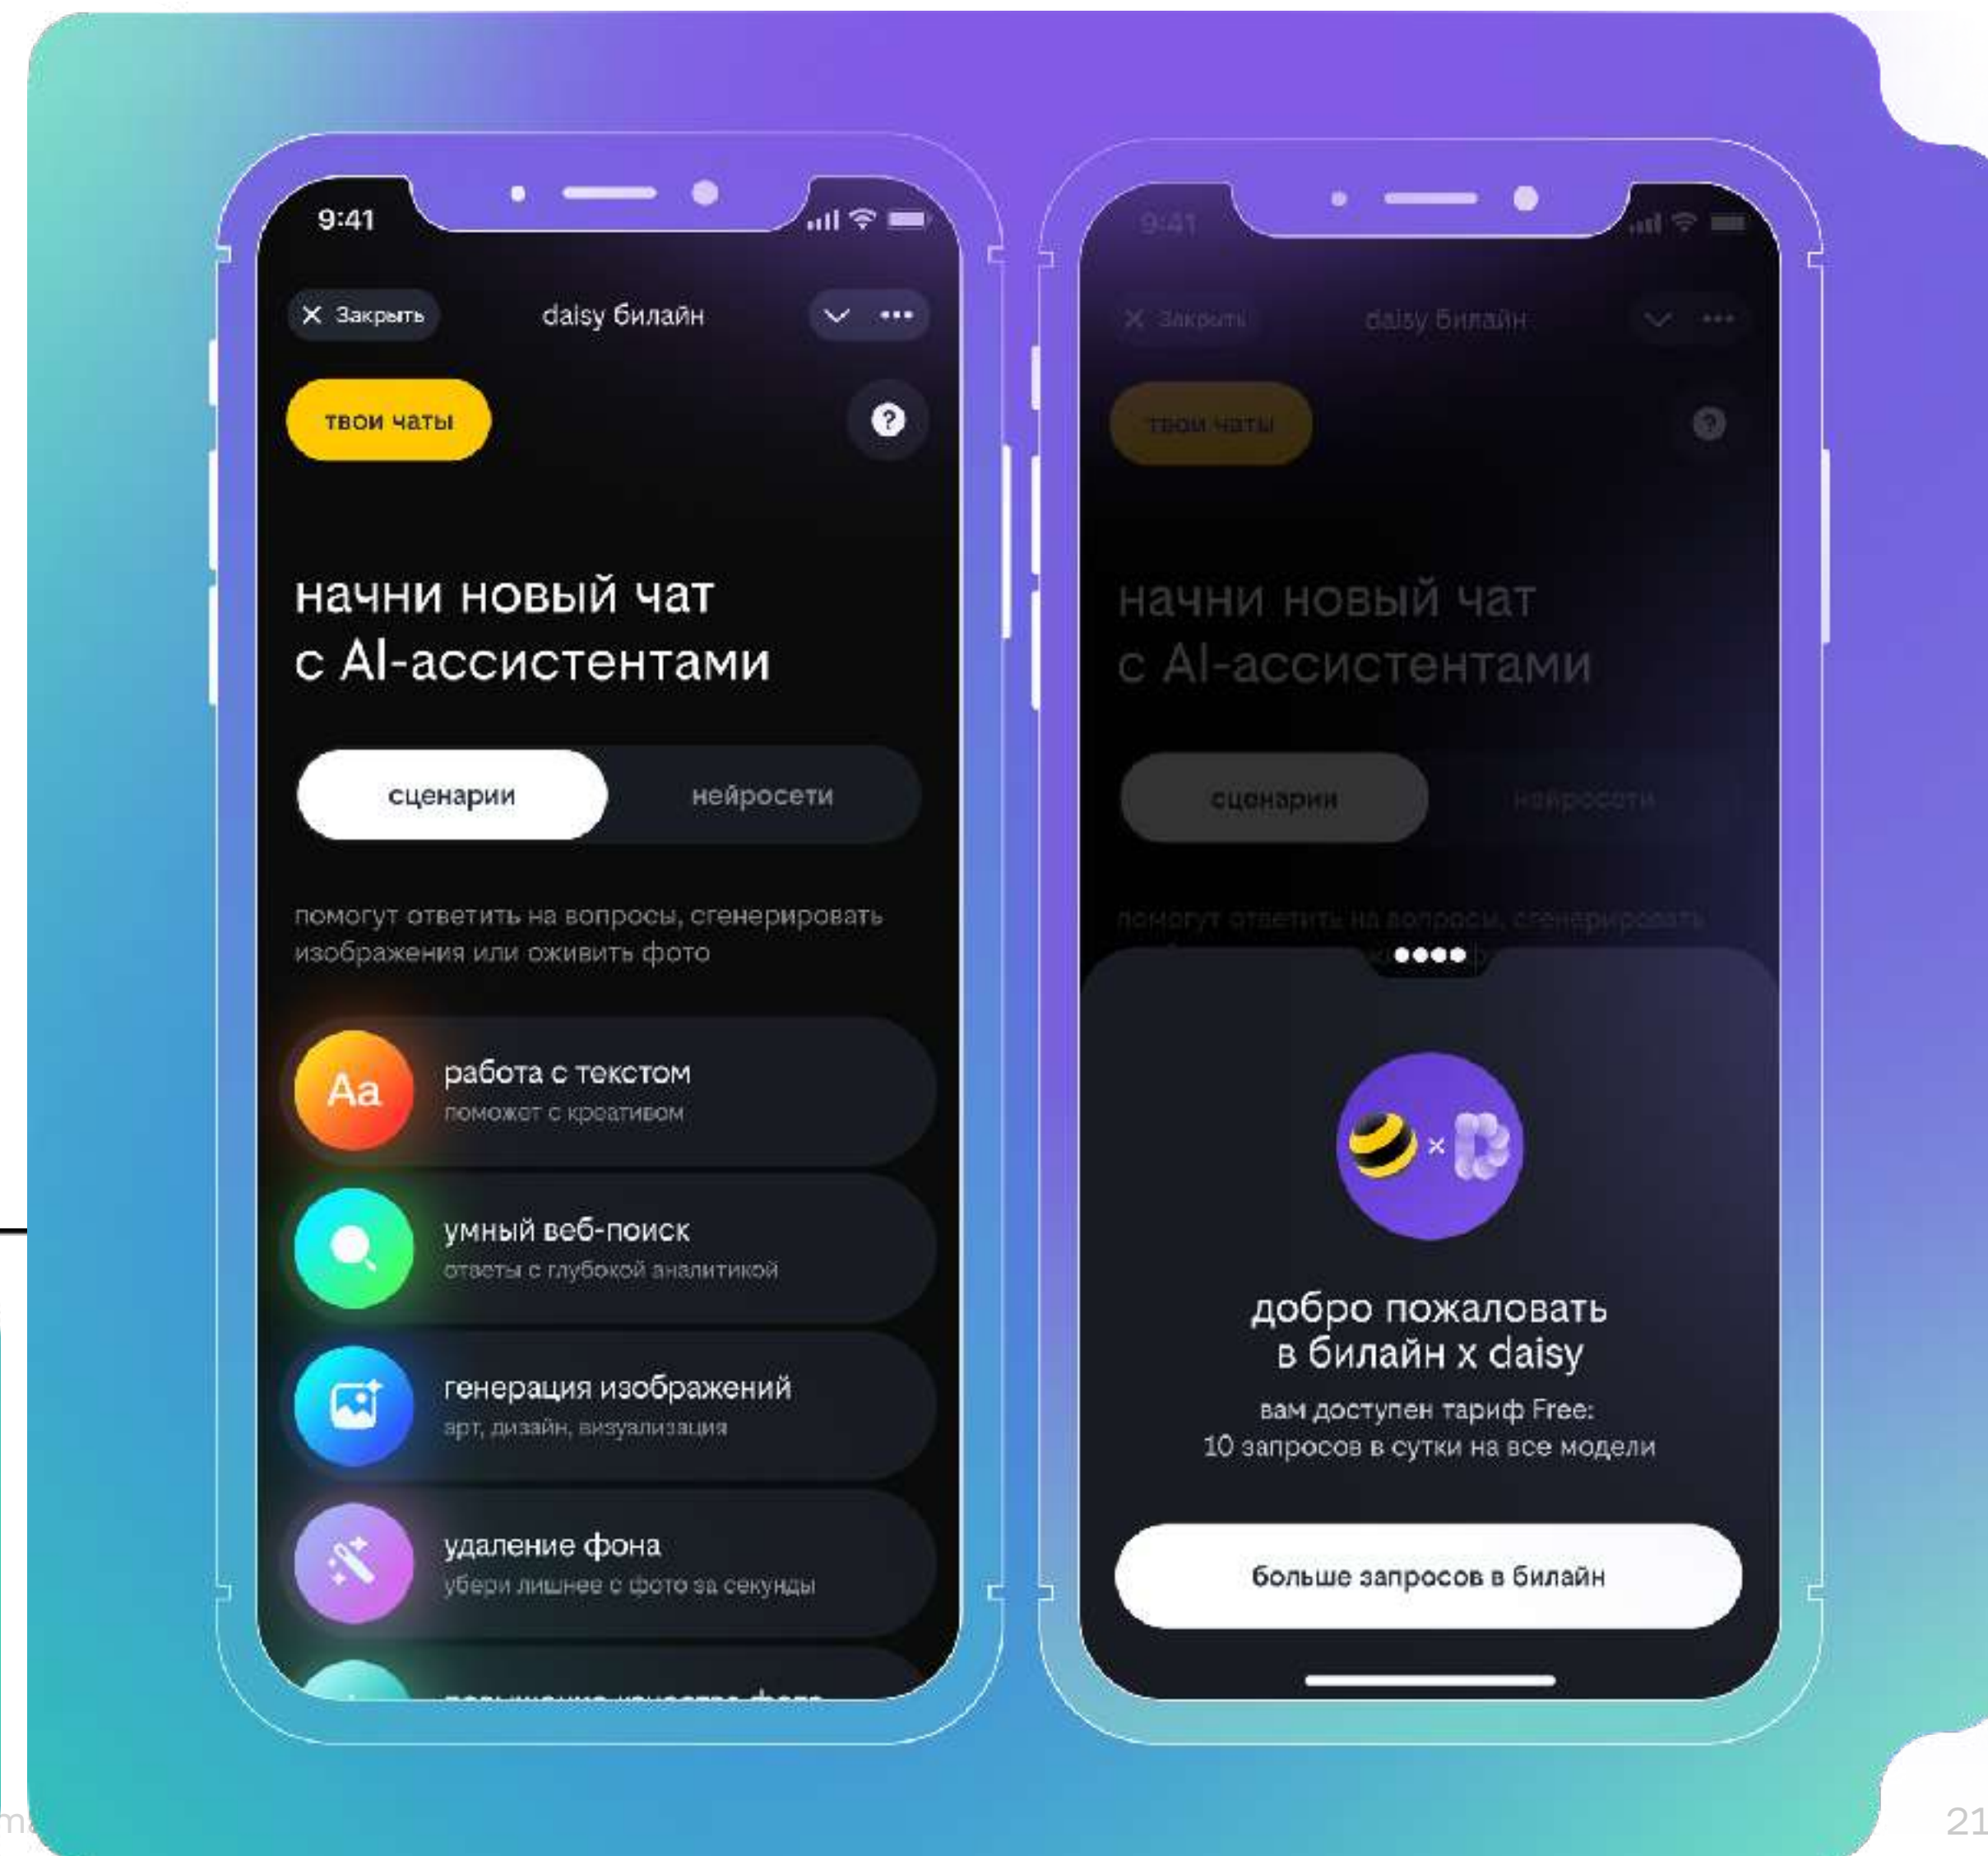 9:41
Закрыть
daisy билайн
твои чаты
?
начни новый чат
с AI-ассистентами
сценарии
нейросети
помогут ответить на вопросы, сгенерировать
изображения или оживить фото
Aa
работа с текстом
поможет с креативом
умный веб-поиск
ответы с глубокой аналитикой
генерация изображений
арт, дизайн, визуализация
удаление фона
убери лишнее с фото за секунды
9:41
Закрыть
daisy билайн
твои чаты
?
начни новый чат
с AI-ассистентами
сценарии
нейросети
помогут ответить на вопросы, сгенерировать
добро пожаловать
в билайн x daisy
вам доступен тариф Free:
10 запросов в сутки на все модели
больше запросов в билайн
21